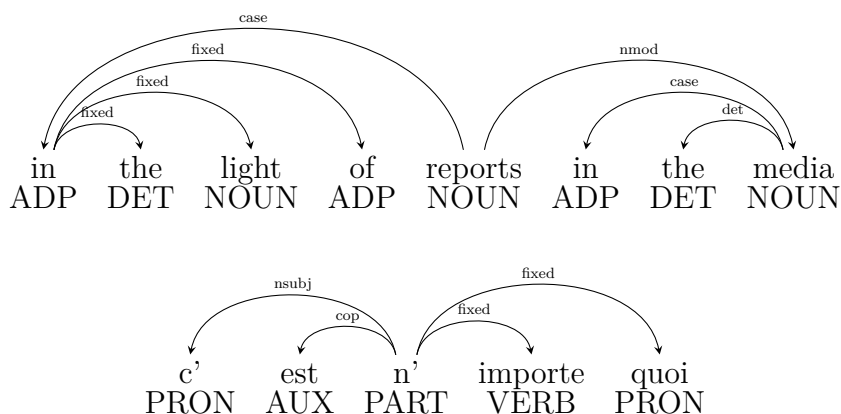 case
fixed nmod
fixed case
fixed det
in the light of reports in the media
ADP DET NOUN ADP NOUN ADP DET NOUN
fixed
nsubj
fixed
cop
c' est n' importe quoi
PRON AUX PART VERB PRON